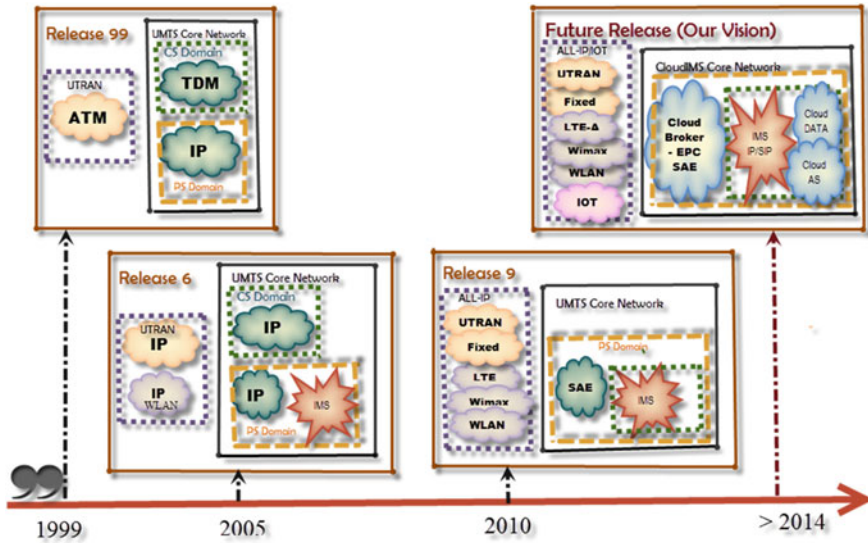 Release 99
UMTS Core Network
CS Domain
UTRAN
TDM
ATM
IP
PS Domain
Future Release (Our Vision)
ALL-IP/IOT
CloudIMS Core Network
UTRAN
Fixed
LTE-A
Wimax
WLAN
IOT
Cloud
Broker
- EPC
SAE
IMS
IP/SIP
Cloud
DATA
Cloud
AS
Release 6
UMTS Core Network
CS Domain
UTRAN
IP
IP
WLAN
IP
IP
IMS
PS Domain
Release 9
ALL-IP
UMTS Core Network
UTRAN
Fixed
LTE
Wimax
WLAN
PS Domain
SAE
IMS
1999
2005
2010
> 2014